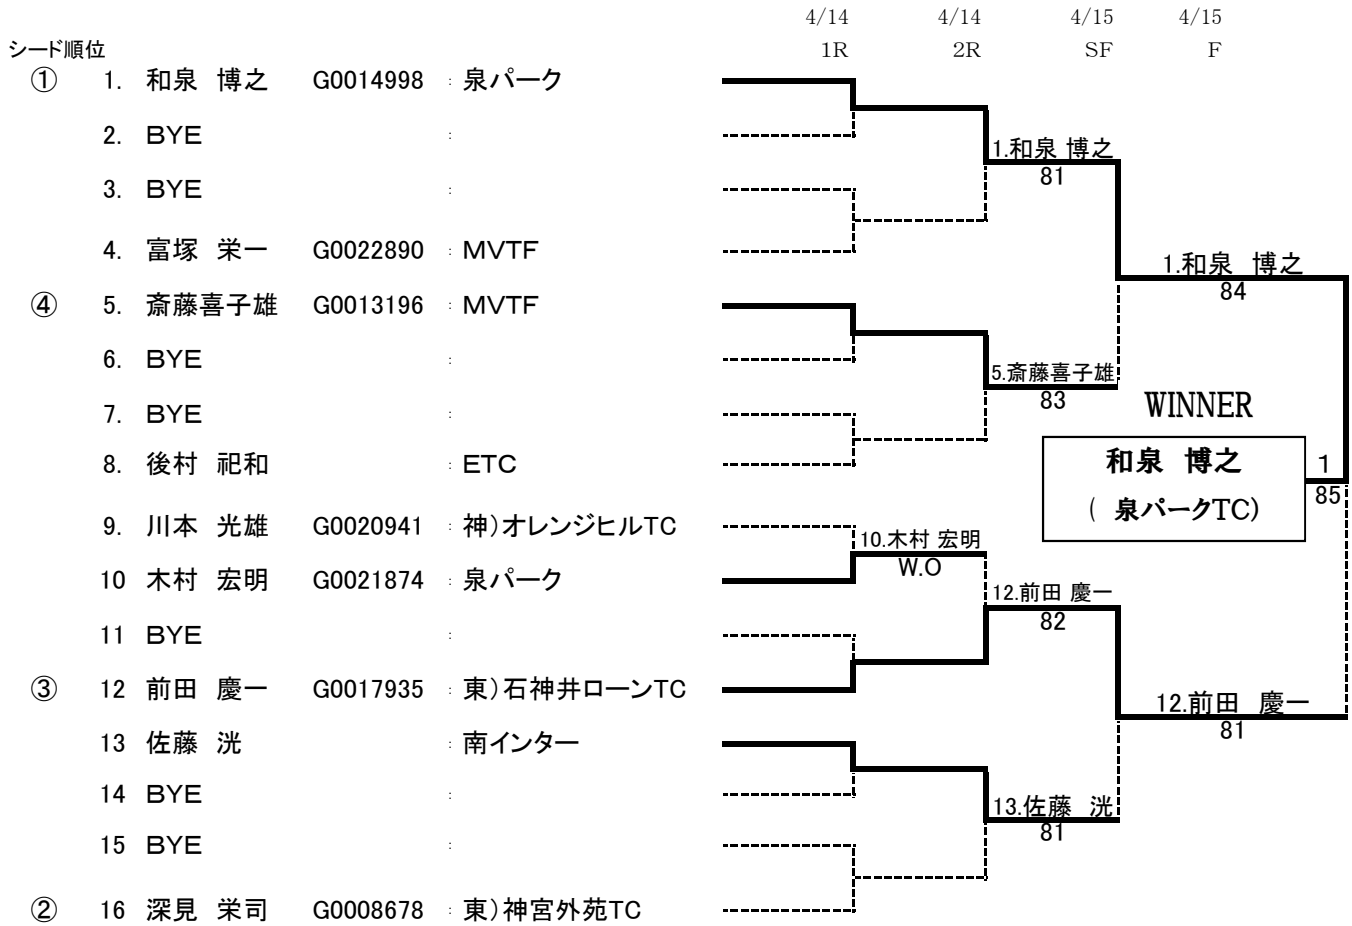 4/14 4/14 4/15 4/15
シード順位 1R 2R SF F
① 1. 和泉 博之 G0014998 : 泉パーク
2. BYE :
1.和泉 博之
81
3. BYE :
4. 富塚 栄一 G0022890 : MVTF
1.和泉 博之
84
④ 5. 斎藤喜子雄 G0013196 : MVTF
6. BYE :
5.斎藤喜子雄
83
WINNER
7. BYE :
8. 後村 祀和 : ETC
和泉 博之
1
85
( 泉パークTC)
9. 川本 光雄 G0020941 : 神)オレンジヒルTC
10.木村 宏明
W.O
10 木村 宏明 G0021874 : 泉パーク
12.前田 慶一
82
11 BYE :
③ 12 前田 慶一 G0017935 : 東)石神井ローンTC
12.前田 慶一
81
13 佐藤 洸 : 南インター
14 BYE :
13.佐藤 洸
81
15 BYE :
② 16 深見 栄司 G0008678 : 東)神宮外苑TC